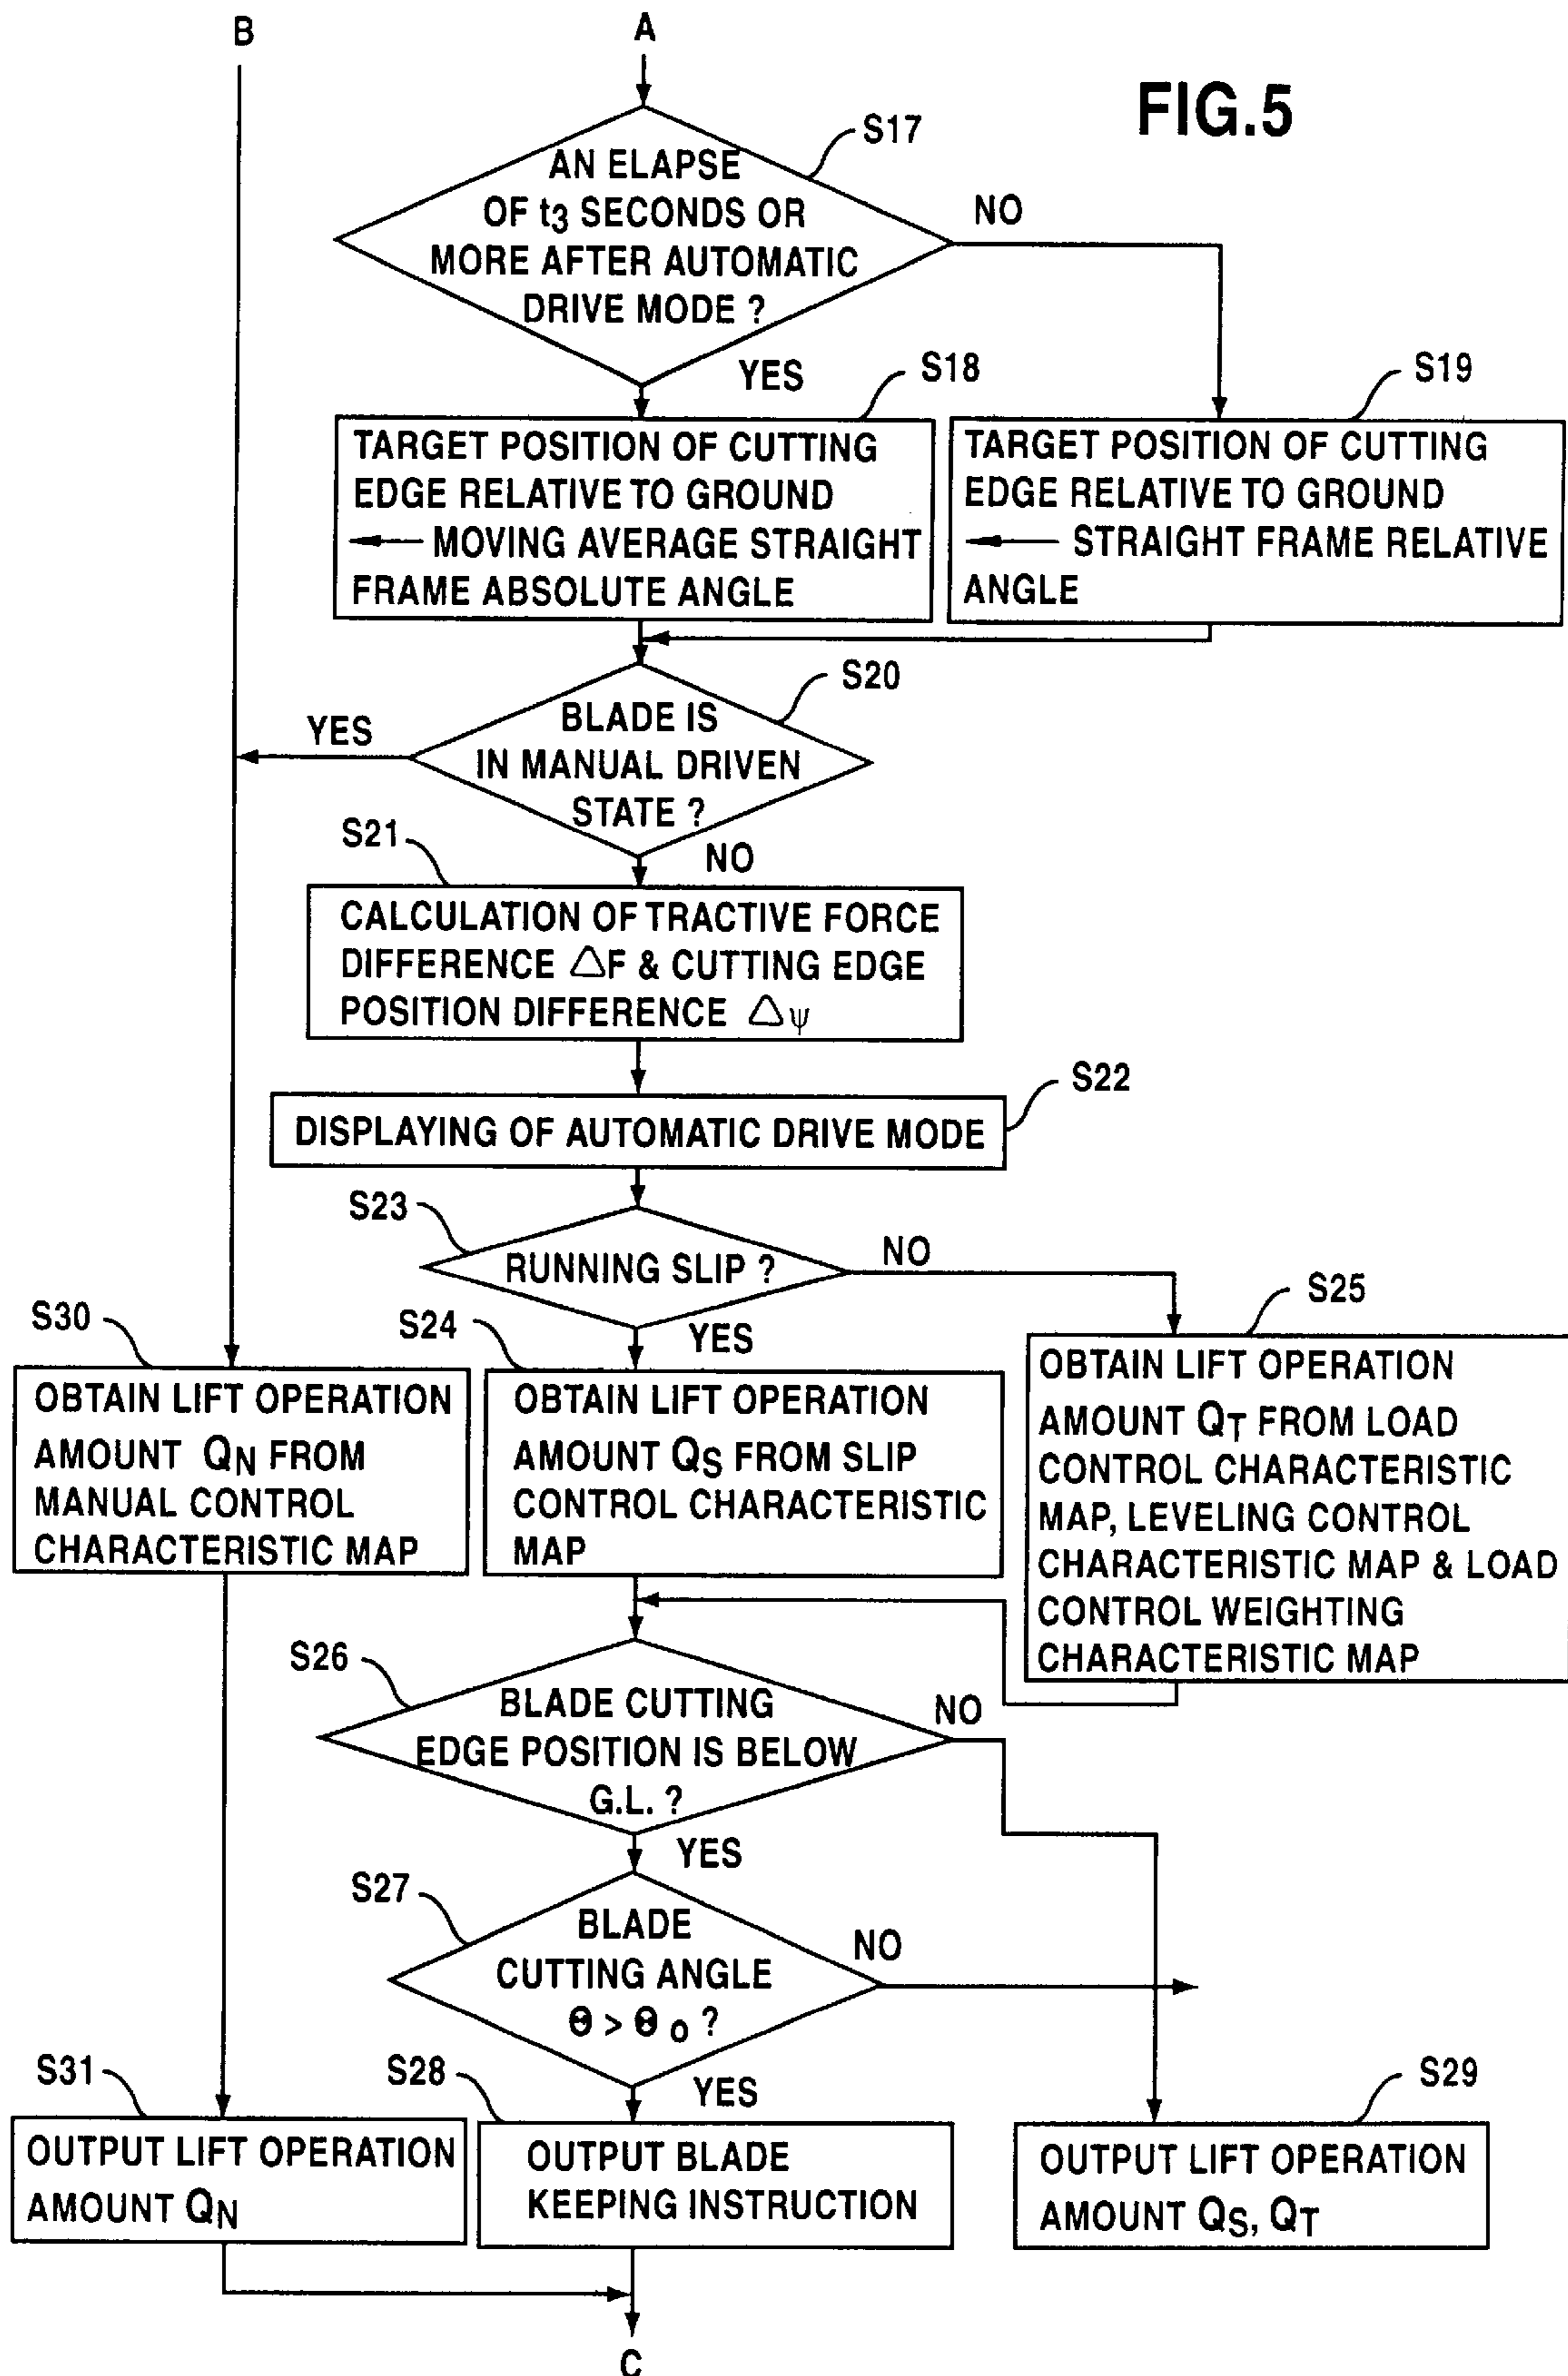 B
A
FIG.5
S17
AN ELAPSE
OF t3 SECONDS OR
MORE AFTER AUTOMATIC
DRIVE MODE ?
NO
YES
S18
S19
TARGET POSITION OF CUTTING
EDGE RELATIVE TO GROUND
← MOVING AVERAGE STRAIGHT
FRAME ABSOLUTE ANGLE
TARGET POSITION OF CUTTING
EDGE RELATIVE TO GROUND
← STRAIGHT FRAME RELATIVE
ANGLE
S20
BLADE IS
IN MANUAL DRIVEN
STATE ?
YES
NO
S21
CALCULATION OF TRACTIVE FORCE
DIFFERENCE △F & CUTTING EDGE
POSITION DIFFERENCE △ψ
S22
DISPLAYING OF AUTOMATIC DRIVE MODE
S23
RUNNING SLIP ?
NO
YES
S30
OBTAIN LIFT OPERATION
AMOUNT QN FROM
MANUAL CONTROL
CHARACTERISTIC MAP
S24
OBTAIN LIFT OPERATION
AMOUNT QS FROM SLIP
CONTROL CHARACTERISTIC
MAP
S25
OBTAIN LIFT OPERATION
AMOUNT QT FROM LOAD
CONTROL CHARACTERISTIC
MAP, LEVELING CONTROL
CHARACTERISTIC MAP & LOAD
CONTROL WEIGHTING
CHARACTERISTIC MAP
S26
BLADE CUTTING
EDGE POSITION IS BELOW
G.L. ?
NO
YES
S27
BLADE
CUTTING ANGLE
Θ > Θ o ?
NO
YES
S31
OUTPUT LIFT OPERATION
AMOUNT QN
S28
OUTPUT BLADE
KEEPING INSTRUCTION
S29
OUTPUT LIFT OPERATION
AMOUNT QS, QT
C